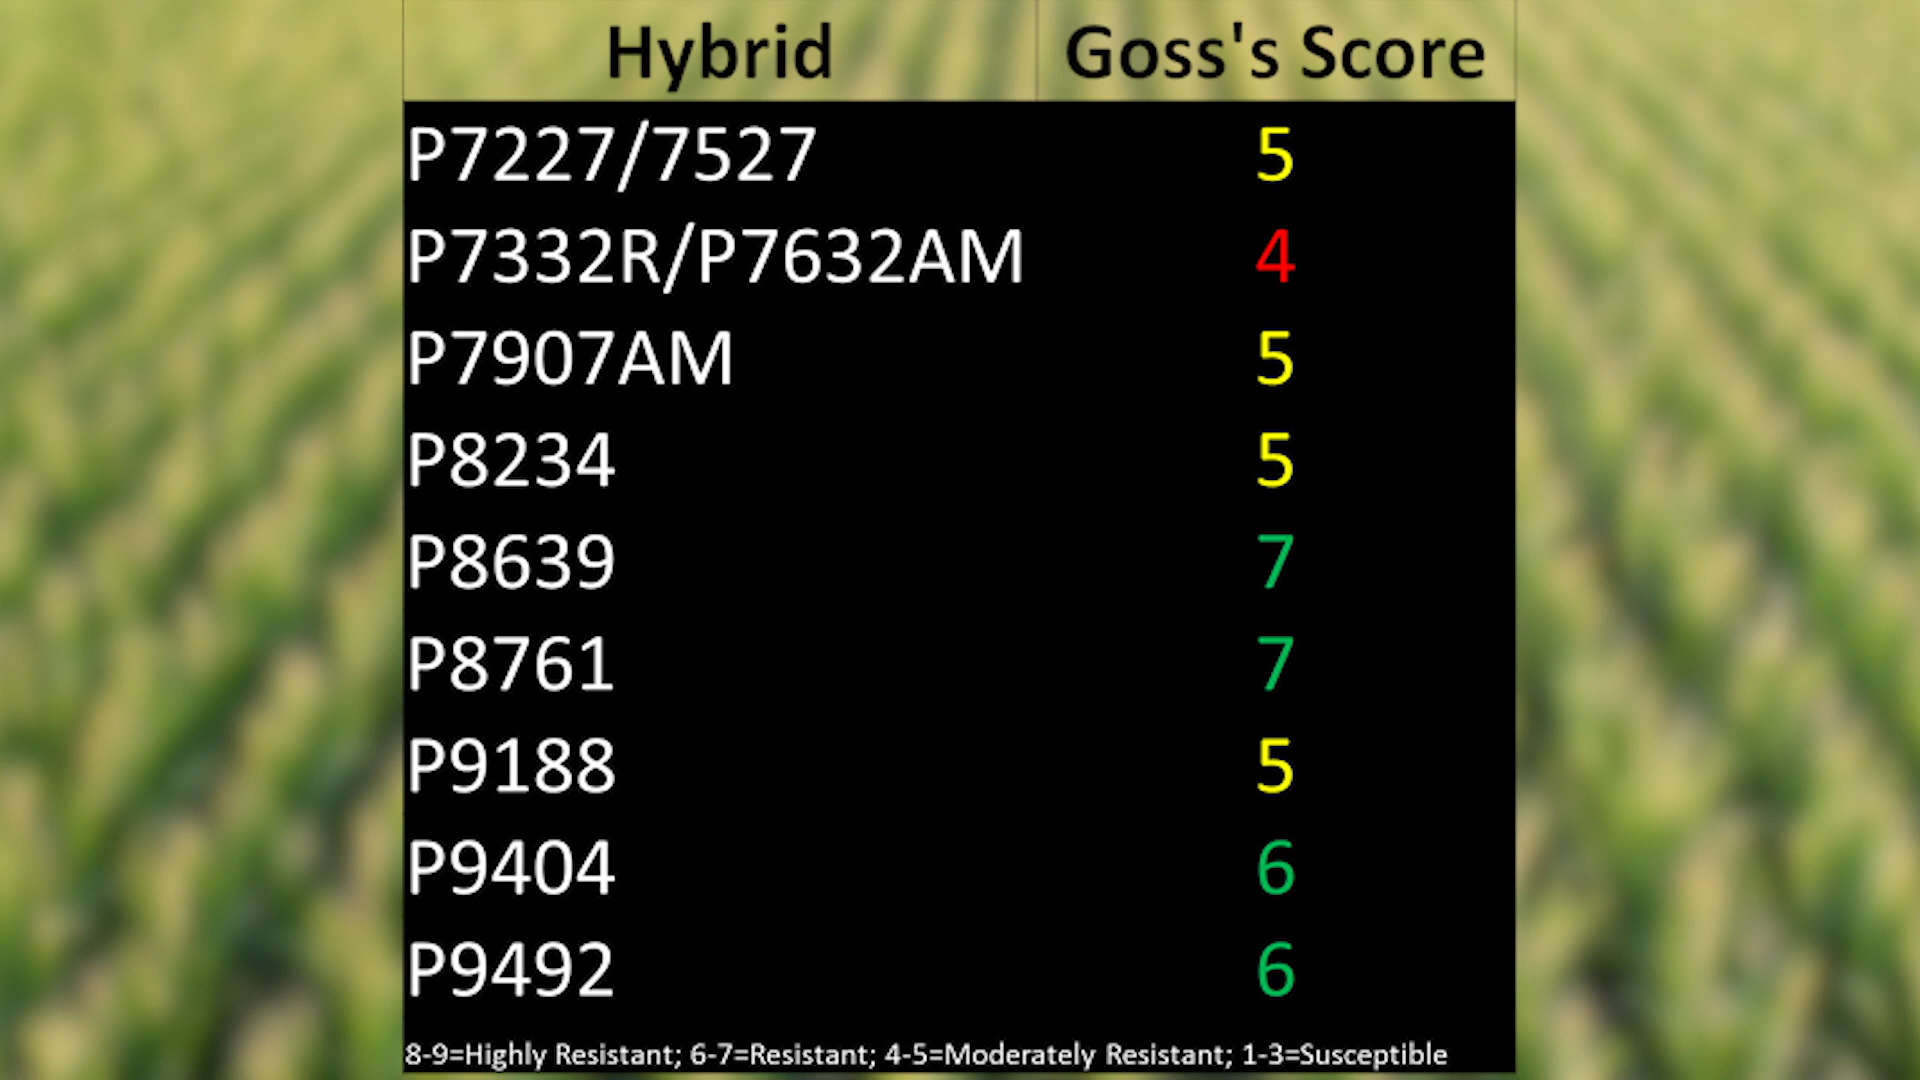 Hybrid Goss's Score
P7227/7527 5
P7332R/P7632AM 4
P7907AM 5
P8234 5
P8639 7
P8761 7
P9188 5
P9404 6
P9492 6
8-9=Highly Resistant; 6-7=Resistant; 4-5=Moderately Resistant; 1-3=Susceptible